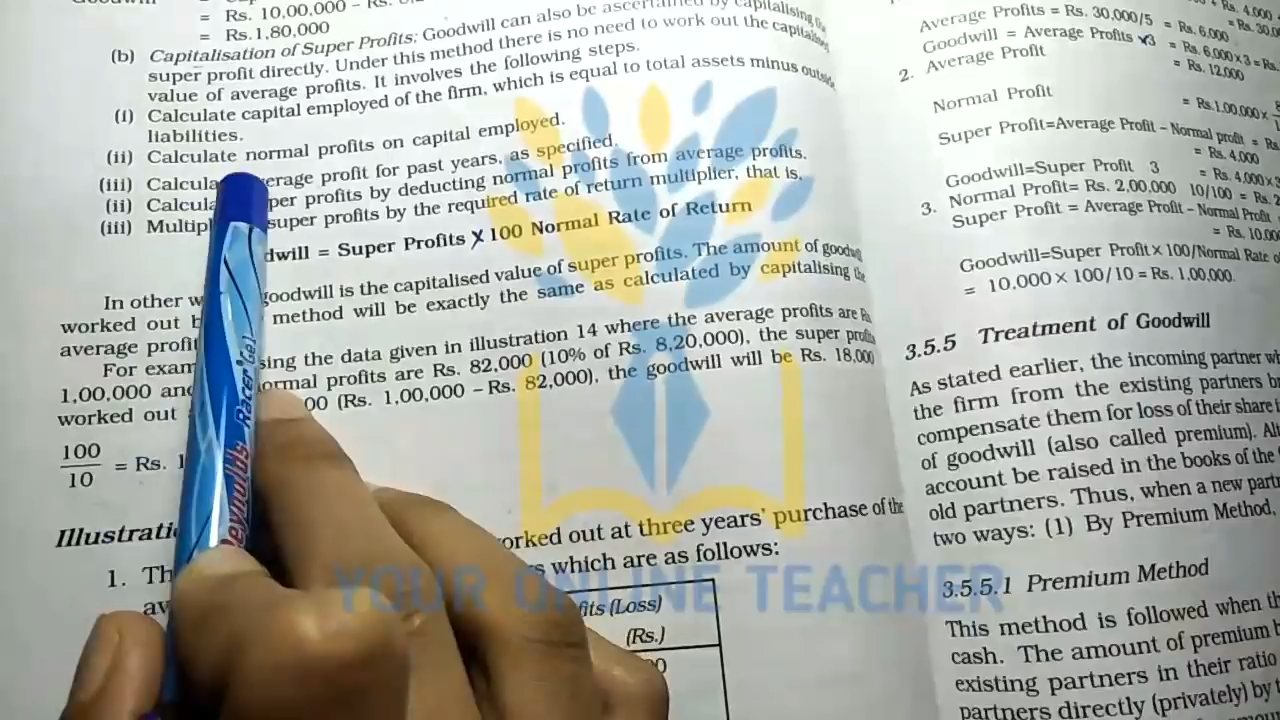 = Rs. 10,00,000 – Rs.
= Rs.1,80,000
(b) Capitalisation of Super Profits: Goodwill can also be ascertained by capitalising the
super profit directly. Under this method there is no need to work out the capitalised
value of average profits. It involves the following steps.
(i) Calculate capital employed of the firm, which is equal to total assets minus outside
liabilities.
(ii) Calculate normal profits on capital employed.
(iii) Calcula erage profit for past years, as specified.
(ii) Calcula per profits by deducting normal profits from average profits.
(iii) Multipl super profits by the required rate of return multiplier, that is,
dwill = Super Profits X 100 Normal Rate of Return
In other w goodwill is the capitalised value of super profits. The amount of goodwill
worked out b method will be exactly the same as calculated by capitalising the
average profit
For exam sing the data given in illustration 14 where the average profits are Rs
1,00,000 and ormal profits are Rs. 82,000 (10% of Rs. 8,20,000), the super profits
worked out 00 (Rs. 1,00,000 – Rs. 82,000), the goodwill will be Rs. 18,000
100/10 = Rs. 1
Illustrati
orked out at three years' purchase of the
1. Th s which are as follows:
av
fits (Loss)
(Rs.)
Rs. 4,000
Average Profits = Rs. 30,000/5 = Rs. 6,000
Goodwill = Average Profits x3 = Rs. 6,000x3 = Rs.
2. Average Profit = Rs. 12,000
Normal Profit = Rs.1,00,000 x
Super Profit=Average Profit – Normal profit = Rs
= Rs. 4,000
Goodwill=Super Profit 3 = Rs. 4,000x3
3. Normal Profit= Rs. 2,00,000 10/100 = Rs. 2
Super Profit = Average Profit – Normal Profit
= Rs. 10,00
Goodwill=Super Profit x 100/Normal Rate of
= 10,000 x 100/10 = Rs. 1,00,000.
3.5.5 Treatment of Goodwill
As stated earlier, the incoming partner wh
the firm from the existing partners
compensate them for loss of their share i
of goodwill (also called premium). Alt
account be raised in the books of the
old partners. Thus, when a new partn
two ways: (1) By Premium Method,
3.5.5.1 Premium Method
This method is followed when th
cash. The amount of premium b
existing partners in their ratio
partners directly (privately) by t
YOUR ONLINE TEACHER
Reynolds Racer Gel